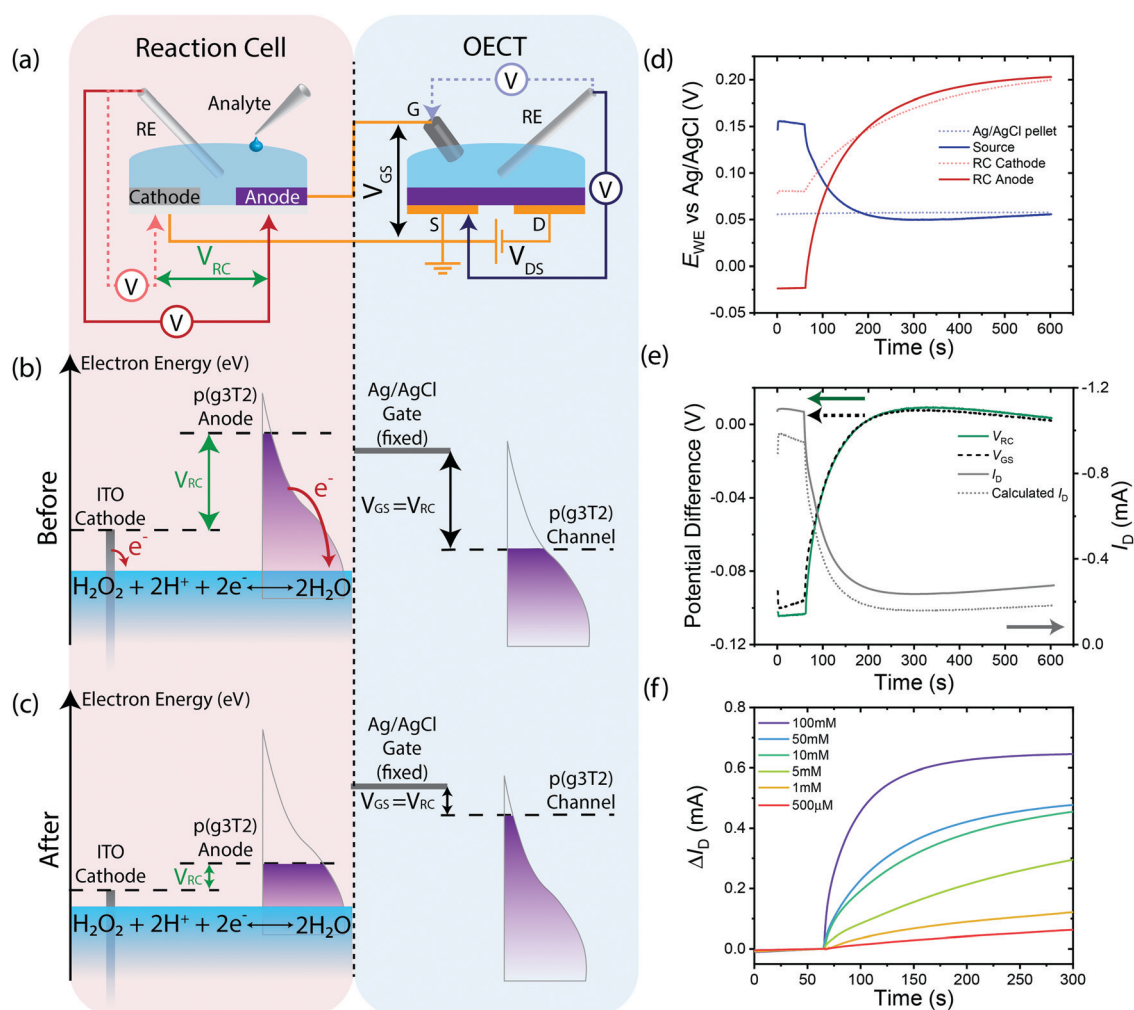 Reaction Cell
OECT
(a)
RE
Analyte
G
V
RE
Cathode
Anode
V_GS
V
S
D
V_RC
V_DS
V
V
(b)
Electron Energy (eV)
p(g3T2)
Anode
Ag/AgCl
Gate
(fixed)
V_RC
e⁻
ITO
Cathode
V_GS=V_RC
p(g3T2)
Channel
e⁻
H₂O₂ + 2H⁺ + 2e⁻ ⟷ 2H₂O
Before
(c)
Electron Energy (eV)
Ag/AgCl
Gate
(fixed)
V_GS=V_RC
p(g3T2)
Channel
p(g3T2)
Anode
ITO
Cathode
V_RC
H₂O₂ + 2H⁺ + 2e⁻ ⟷ 2H₂O
After
(d)
E_WE vs Ag/AgCl (V)
0.20
0.15
0.10
0.05
0.00
-0.05
Ag/AgCl pellet
Source
RC Cathode
RC Anode
0 100 200 300 400 500 600
Time (s)
(e)
Potential Difference (V)
0.00
-0.04
-0.08
-0.12
V_RC
V_GS
I_D
Calculated I_D
-1.2
-0.8
-0.4
0.0
I_D (mA)
0 100 200 300 400 500 600
Time (s)
(f)
ΔI_D (mA)
0.8
0.6
0.4
0.2
0.0
100mM
50mM
10mM
5mM
1mM
500μM
0 50 100 150 200 250 300
Time (s)